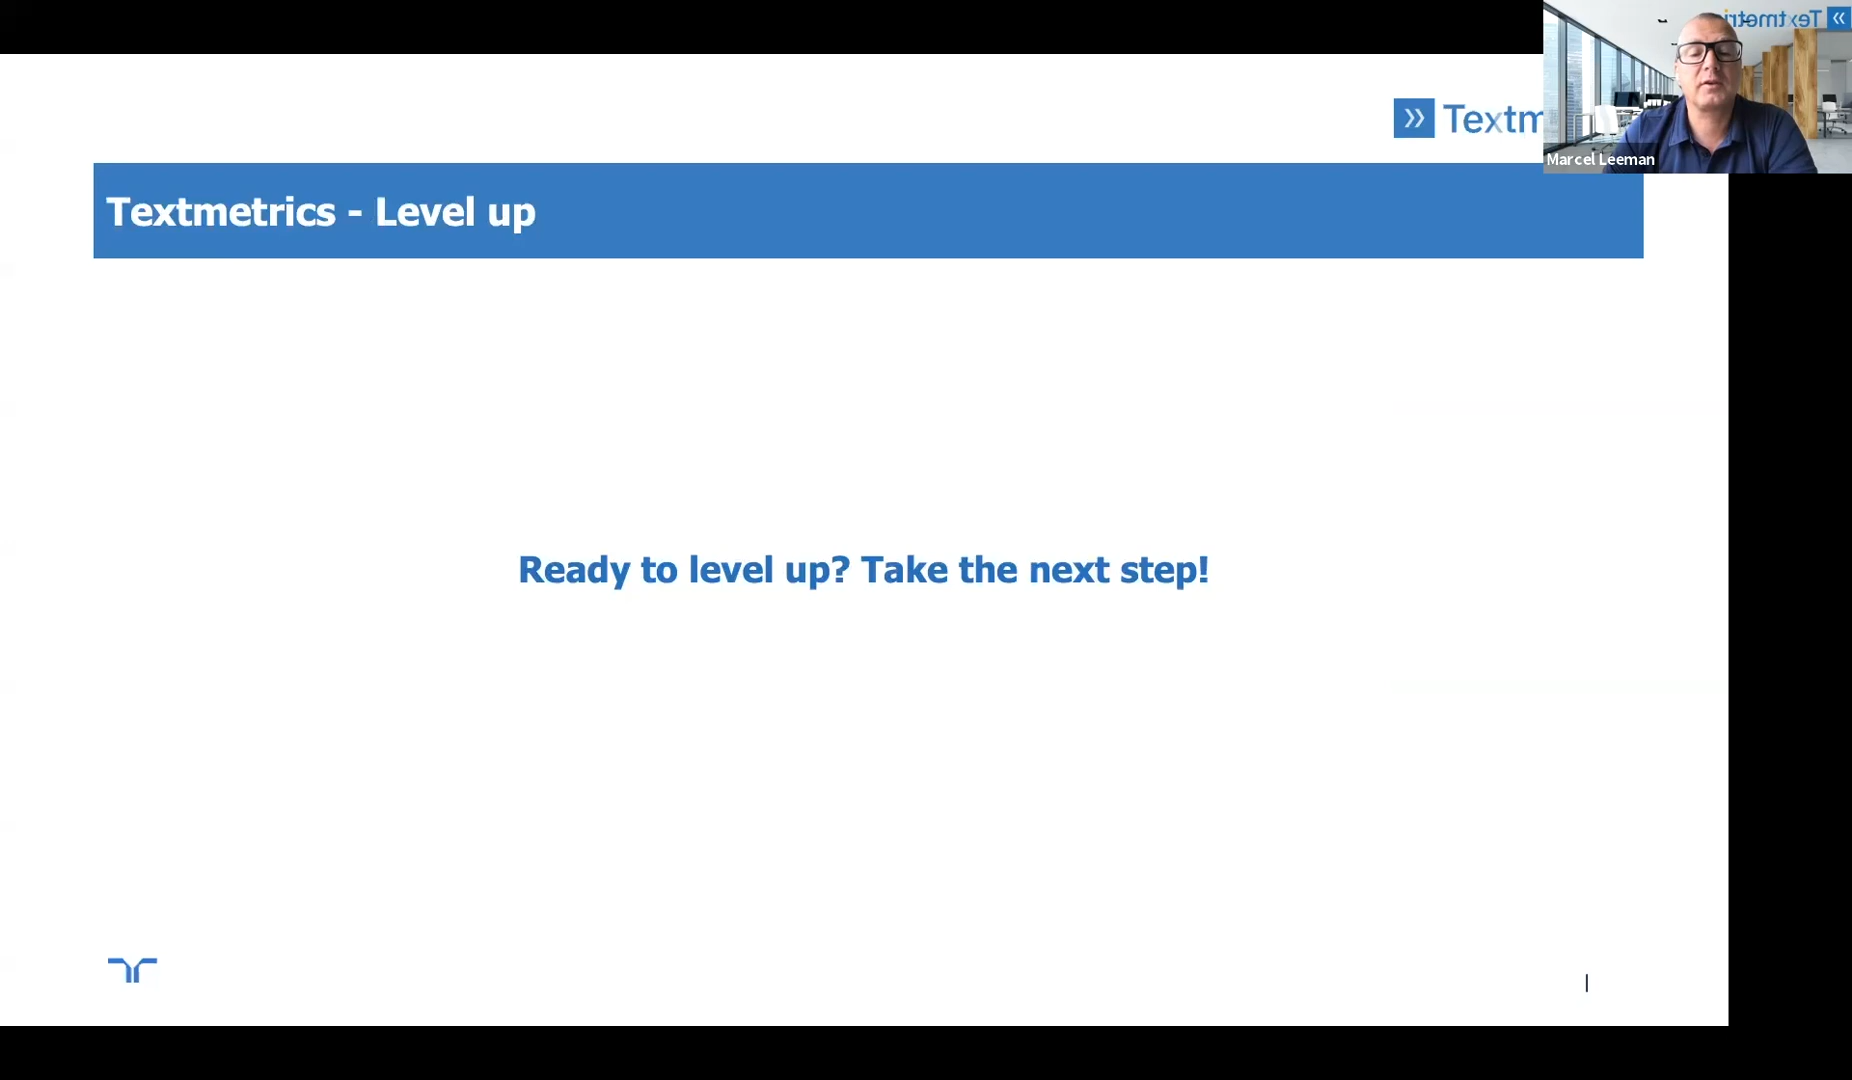 Textm
Marcel Leeman
Textmetrics - Level up
Ready to level up? Take the next step!